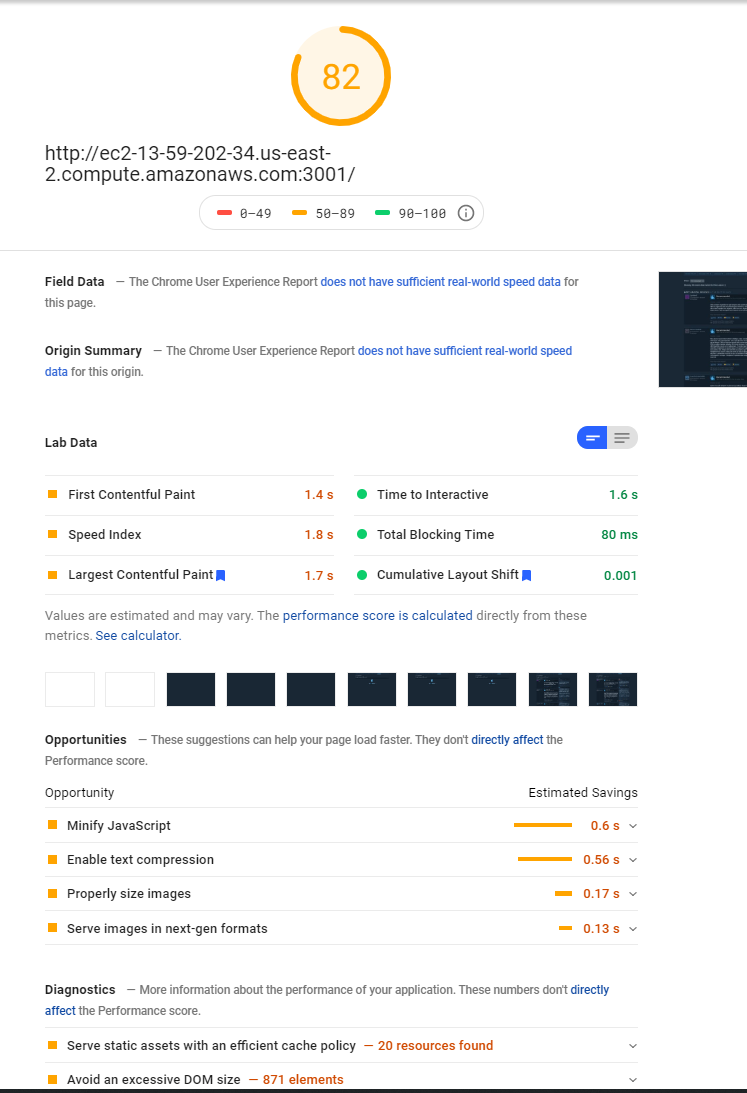 82
http://ec2-13-59-202-34.us-east-
2.compute.amazonaws.com:3001/
0–49 50–89 90–100
Field Data — The Chrome User Experience Report does not have sufficient real-world speed data for
this page.
Origin Summary — The Chrome User Experience Report does not have sufficient real-world speed
data for this origin.
Lab Data
First Contentful Paint 1.4 s Time to Interactive 1.6 s
Speed Index 1.8 s Total Blocking Time 80 ms
Largest Contentful Paint 1.7 s Cumulative Layout Shift 0.001
Values are estimated and may vary. The performance score is calculated directly from these
metrics. See calculator.
Opportunities — These suggestions can help your page load faster. They don't directly affect the
Performance score.
Opportunity Estimated Savings
Minify JavaScript 0.6 s
Enable text compression 0.56 s
Properly size images 0.17 s
Serve images in next-gen formats 0.13 s
Diagnostics — More information about the performance of your application. These numbers don't directly
affect the Performance score.
Serve static assets with an efficient cache policy — 20 resources found
Avoid an excessive DOM size — 871 elements